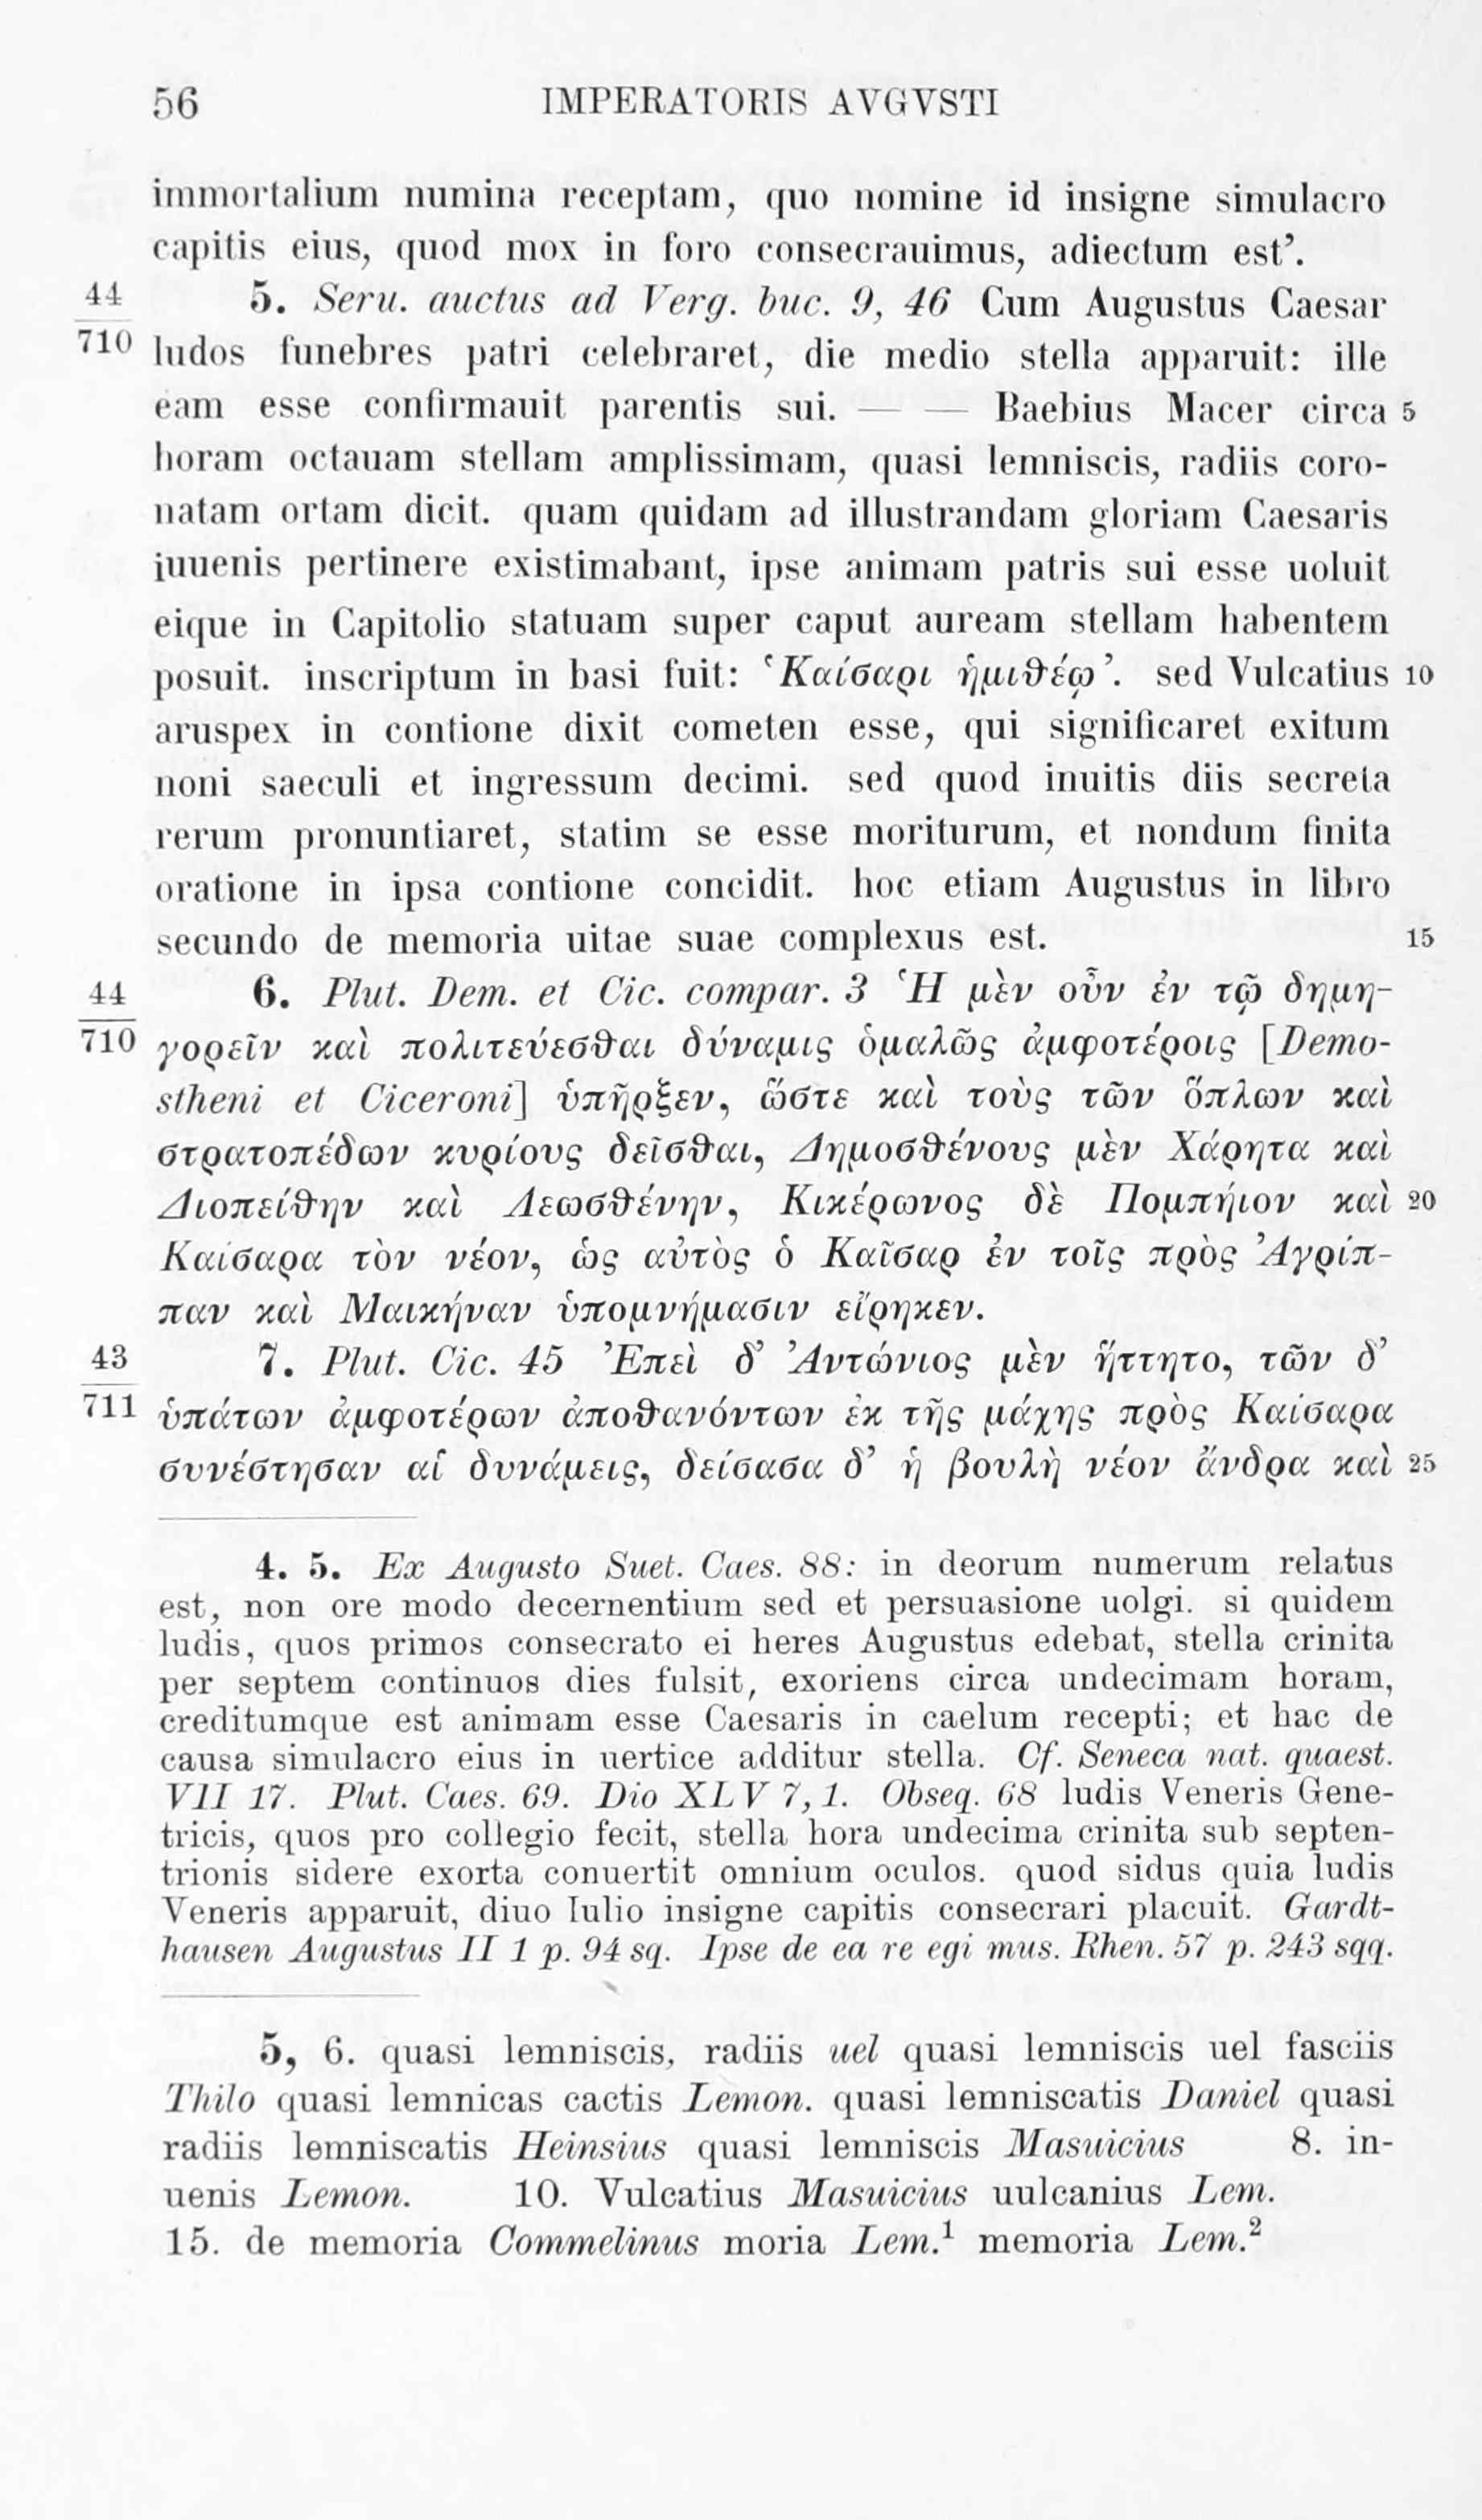 56 IMPERATORIS AVGVSTI
immortalium numina receptam, quo nomine id insigne simulacro
capitis eius, quod mox in foro consecrauimus, adiectum est’.
44 5. Seru. auctus ad Verg. buc. 9, 46 Cum Augustus Caesar
710 ludos funebres patri celebraret, die medio stella apparuit: ille
eam esse confirmauit parentis sui. — — Baebius Macer circa 5
horam octauam stellam amplissimam, quasi lemniscis, radiis coro-
natam ortam dicit. quam quidam ad illustrandam gloriam Caesaris
iuuenis pertinere existimabant, ipse animam patris sui esse uoluit
eique in Capitolio statuam super caput auream stellam habentem
posuit. inscriptum in basi fuit: ‘Καίσαρι ἡμιθέῳ’. sed Vulcatius 10
aruspex in contione dixit cometen esse, qui significaret exitum
noni saeculi et ingressum decimi. sed quod inuitis diis secreta
rerum pronuntiaret, statim se esse moriturum, et nondum finita
oratione in ipsa contione concidit. hoc etiam Augustus in libro
secundo de memoria uitae suae complexus est. 15
44 6. Plut. Dem. et Cic. compar. 3 Ἡ μὲν οὖν ἐν τῷ δημη-
710 γορεῖν καὶ πολιτεύεσθαι δύναμις ὁμαλῶς ἀμφοτέροις [Demo-
stheni et Ciceroni] ὑπῆρξεν, ὥστε καὶ τοὺς τῶν ὅπλων καὶ
στρατοπέδων κυρίους δεῖσθαι, Δημοσθένους μὲν Χάρητα καὶ
Διοπείθην καὶ Λεωσθένην, Κικέρωνος δὲ Πομπήιον καὶ 20
Καίσαρα τὸν νέον, ὡς αὐτὸς ὁ Καῖσαρ ἐν τοῖς πρὸς Ἀγρίπ-
παν καὶ Μαικήναν ὑπομνήμασιν εἴρηκεν.
43 7. Plut. Cic. 45 Ἐπεὶ δ’ Ἀντώνιος μὲν ἥττητο, τῶν δ’
711 ὑπάτων ἀμφοτέρων ἀποθανόντων ἐκ τῆς μάχης πρὸς Καίσαρα
συνέστησαν αἱ δυνάμεις, δείσασα δ’ ἡ βουλὴ νέον ἄνδρα καὶ 25
4. 5. Ex Augusto Suet. Caes. 88: in deorum numerum relatus
est, non ore modo decernentium sed et persuasione uolgi. si quidem
ludis, quos primos consecrato ei heres Augustus edebat, stella crinita
per septem continuos dies fulsit, exoriens circa undecimam horam,
creditumque est animam esse Caesaris in caelum recepti; et hac de
causa simulacro eius in uertice additur stella. Cf. Seneca nat. quaest.
VII 17. Plut. Caes. 69. Dio XLV 7, 1. Obseq. 68 ludis Veneris Gene-
tricis, quos pro collegio fecit, stella hora undecima crinita sub septen-
trionis sidere exorta conuertit omnium oculos. quod sidus quia ludis
Veneris apparuit, diuo Iulio insigne capitis consecrari placuit. Gardt-
hausen Augustus II 1 p. 94 sq. Ipse de ea re egi mus. Rhen. 57 p. 243 sqq.
5, 6. quasi lemniscis, radiis uel quasi lemniscis uel fasciis
Thilo quasi lemnicas cactis Lemon. quasi lemniscatis Daniel quasi
radiis lemniscatis Heinsius quasi lemniscis Masuicius 8. in-
uenis Lemon. 10. Vulcatius Masuicius uulcanius Lem.
15. de memoria Commelinus moria Lem.¹ memoria Lem.²